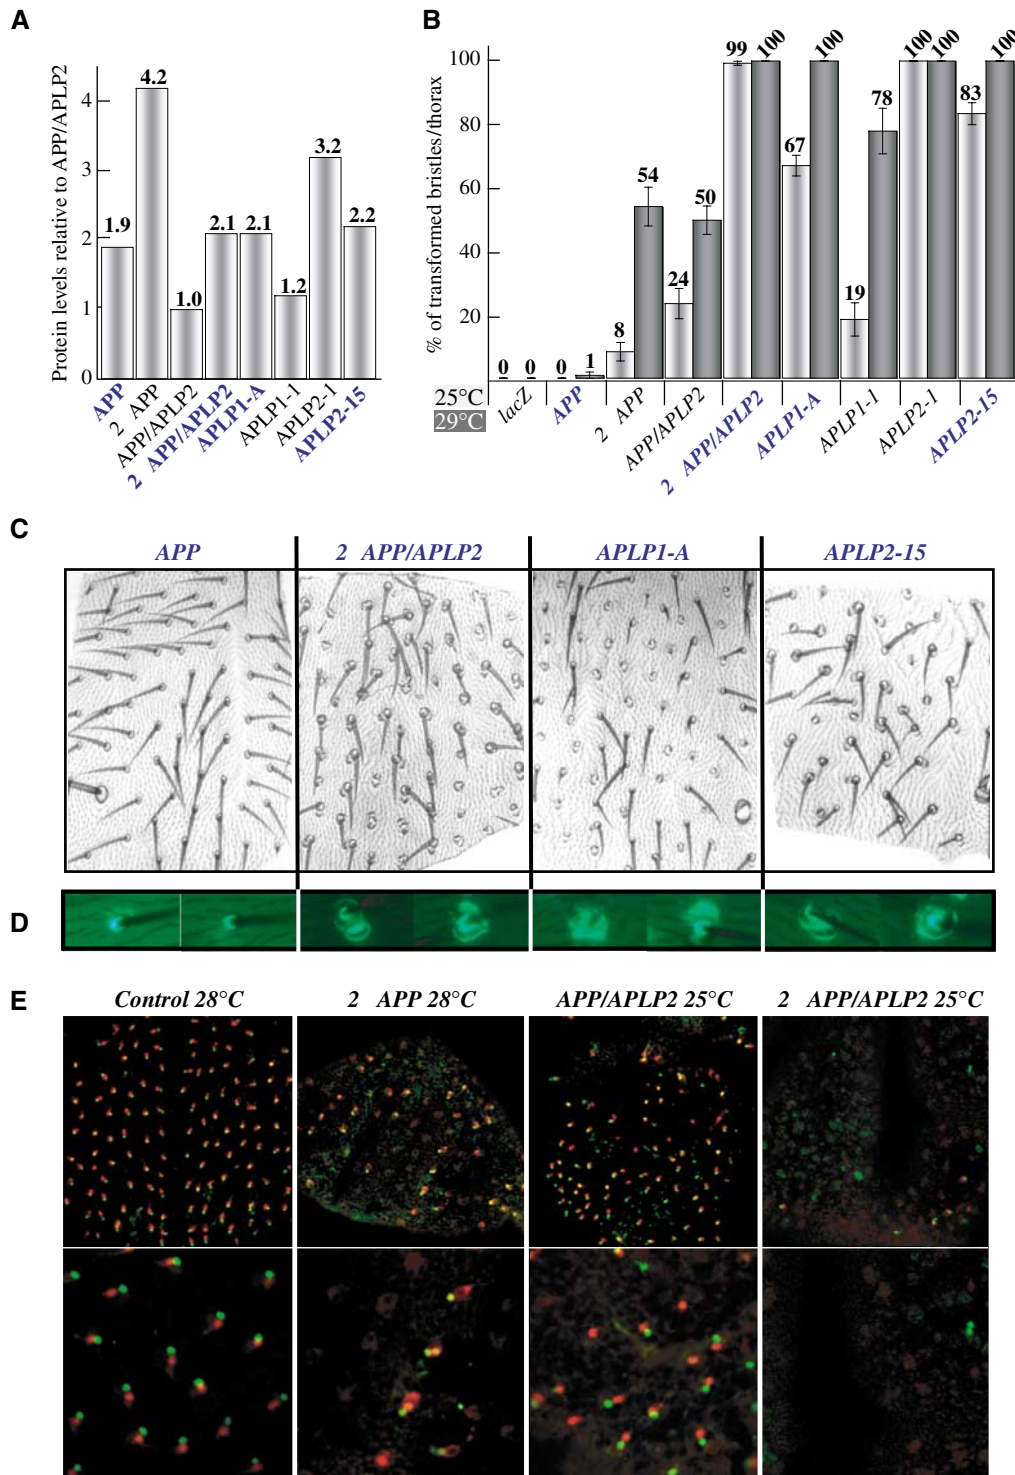 A
Protein levels relative to APP/APLP2
4
3
2
1
0
1.9
4.2
1.0
2.1
2.1
1.2
3.2
2.2
APP
2 APP
APP/APLP2
2 APP/APLP2
APLP1-A
APLP1-1
APLP2-1
APLP2-15
B
% of transformed bristles/thorax
100
80
60
40
20
0
0
0
1
8
54
24
50
99
100
67
100
19
78
100
100
83
100
25°C
29°C
lacZ
APP
2 APP
APP/APLP2
2 APP/APLP2
APLP1-A
APLP1-1
APLP2-1
APLP2-15
C
APP
2 APP/APLP2
APLP1-A
APLP2-15
D
E
Control 28°C
2 APP 28°C
APP/APLP2 25°C
2 APP/APLP2 25°C